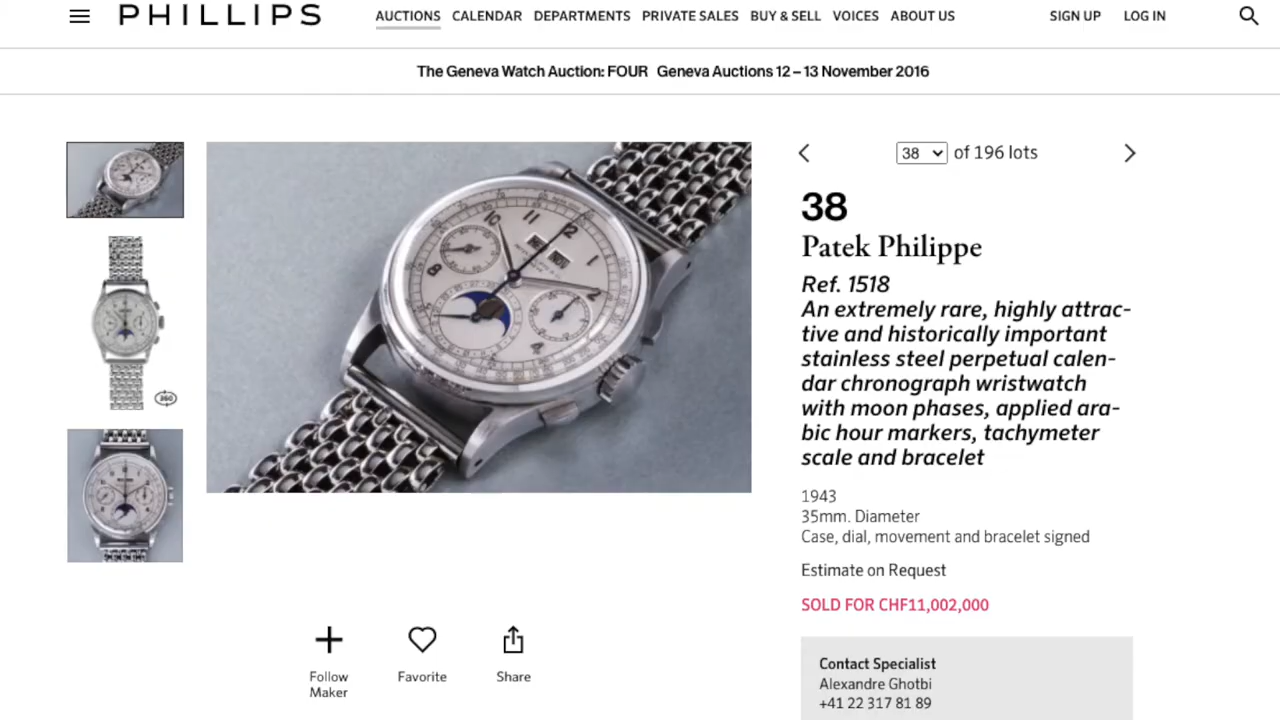 PHILLIPS
AUCTIONS CALENDAR DEPARTMENTS PRIVATE SALES BUY & SELL VOICES ABOUT US SIGN UP LOG IN
The Geneva Watch Auction: FOUR Geneva Auctions 12 – 13 November 2016
38 of 196 lots
38
Patek Philippe
Ref. 1518
An extremely rare, highly attrac-
tive and historically important
stainless steel perpetual calen-
dar chronograph wristwatch
with moon phases, applied ara-
bic hour markers, tachymeter
scale and bracelet
1943
35mm. Diameter
Case, dial, movement and bracelet signed
Estimate on Request
SOLD FOR CHF11,002,000
Contact Specialist
Alexandre Ghotbi
+41 22 317 81 89
360
Follow
Maker
Favorite
Share